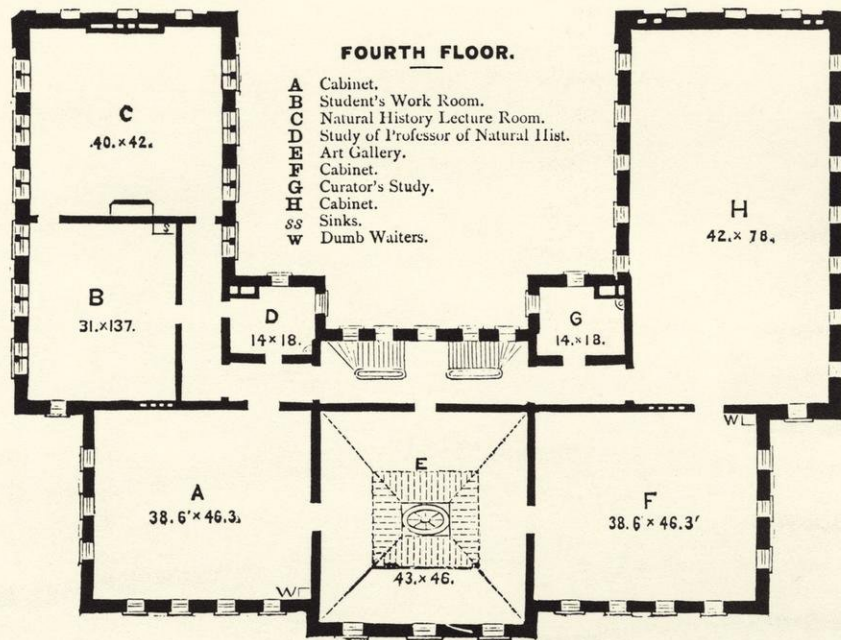 FOURTH FLOOR.
A Cabinet.
B Student's Work Room.
C Natural History Lecture Room.
D Study of Professor of Natural Hist.
E Art Gallery.
F Cabinet.
G Curator's Study.
H Cabinet.
ss Sinks.
W Dumb Waiters.
C
.40.×42.
H
42.× 78.
S
B
31.×137.
D
14×18.
G
14.×18.
W
A
38.6'×46.3.
W
E
43.×46.
F
38.6'×46.3'